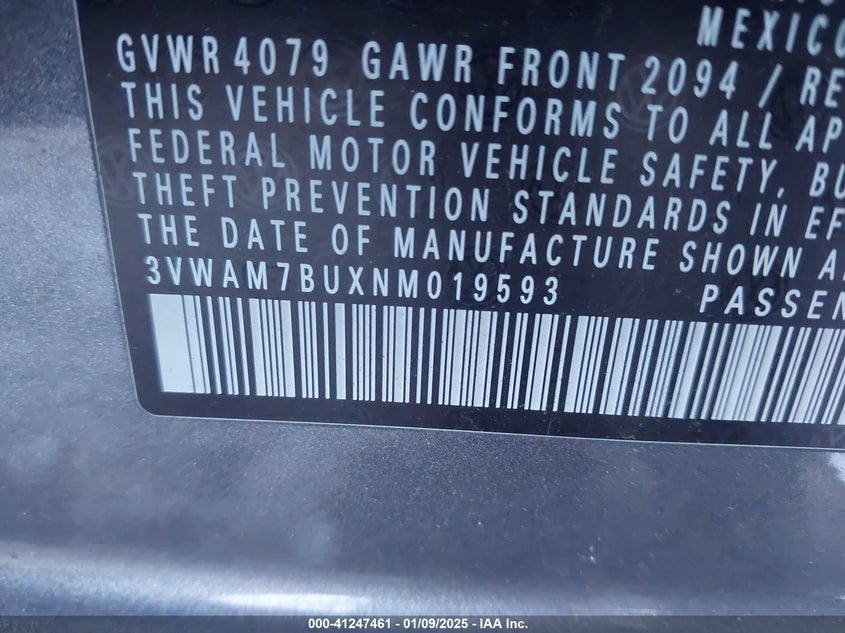 MEXICO
GVWR 4079 GAWR FRONT 2094 / RE
THIS VEHICLE CONFORMS TO ALL AP
FEDERAL MOTOR VEHICLE SAFETY, BU
THEFT PREVENTION STANDARDS IN EF
THE DATE OF MANUFACTURE SHOWN A
3VWAM7BUXNM019593 PASSEN
000-41247461 - 01/09/2025 - IAA Inc.